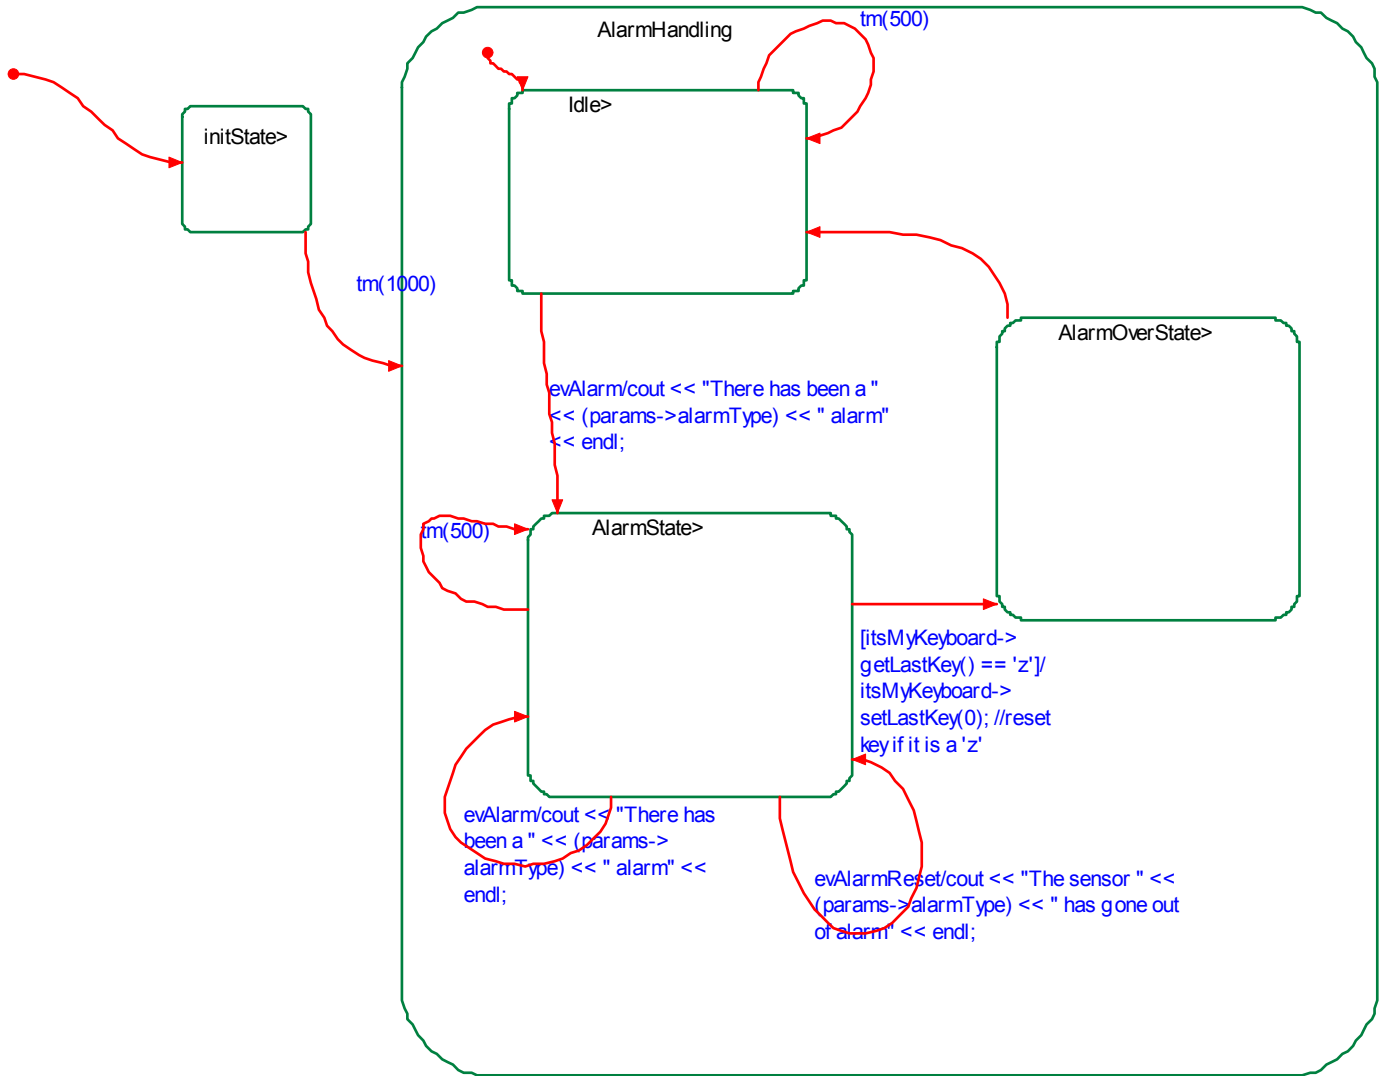 AlarmHandling
tm(500)
Idle>
initState>
tm(1000)
AlarmOverState>
evAlarm/cout << "There has been a "
<< (params->alarmType) << " alarm"
<< endl;
AlarmState>
tm(500)
[itsMyKeyboard->
getLastKey() == 'z']/
itsMyKeyboard->
setLastKey(0); //reset
key if it is a 'z'
evAlarm/cout << "There has
been a " << (params->
alarmType) << " alarm" <<
endl;
evAlarmReset/cout << "The sensor " <<
(params->alarmType) << " has gone out
of alarm" << endl;